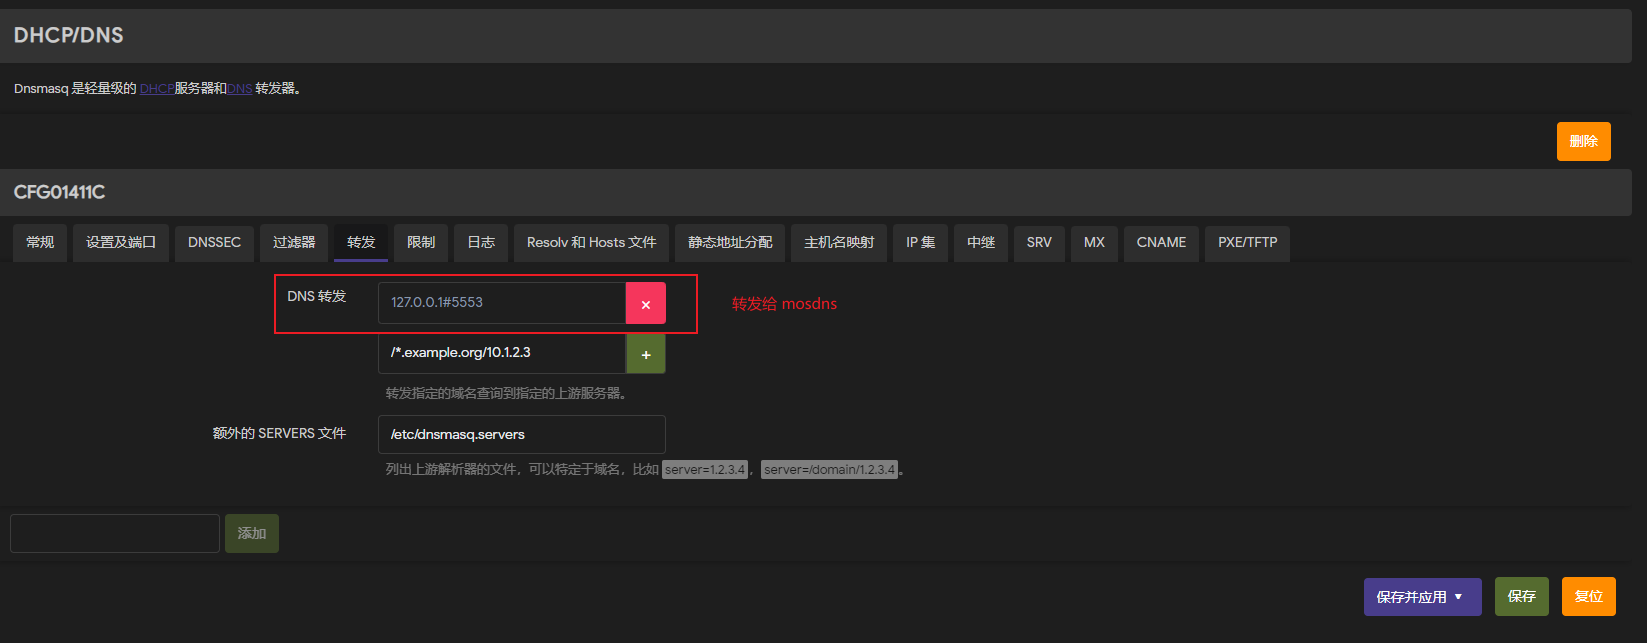 DHCP/DNS
Dnsmasq 是轻量级的 DHCP服务器和DNS 转发器。
删除
CFG01411C
常规 设置及端口 DNSSEC 过滤器 转发 限制 日志 Resolv 和 Hosts 文件 静态地址分配 主机名映射 IP 集 中继 SRV MX CNAME PXE/TFTP
DNS 转发 127.0.0.1#5553 × 转发给 mosdns
/*.example.org/10.1.2.3 +
转发指定的域名查询到指定的上游服务器。
额外的 SERVERS 文件 /etc/dnsmasq.servers
列出上游解析器的文件，可以特定于域名，比如 server=1.2.3.4，server=/domain/1.2.3.4。
添加
保存并应用 ▼ 保存 复位